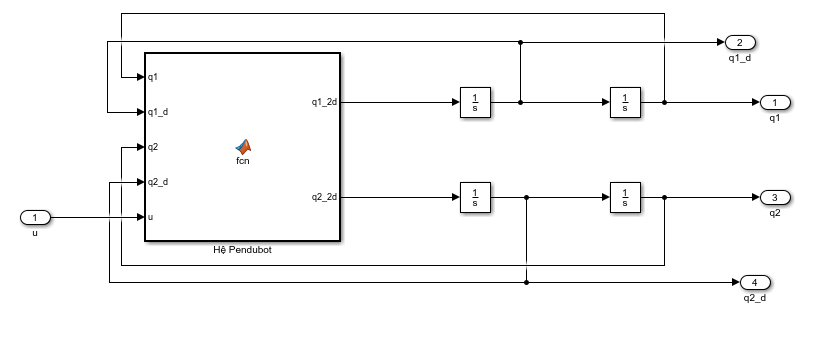 2
q1_d
q1
q1_d
q2
q2_d
u
fcn
q1_2d
q2_2d
Hệ Pendubot
1
s
1
s
1
q1
1
s
1
s
3
q2
1
u
4
q2_d